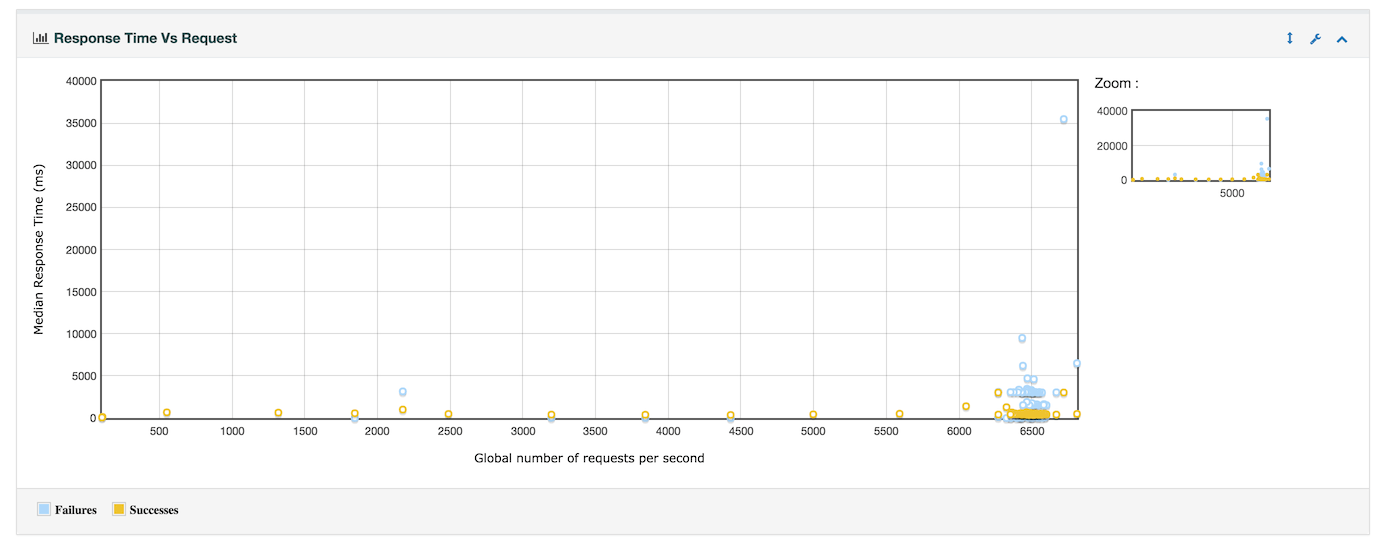 Response Time Vs Request
Zoom :
40000
35000
30000
25000
20000
15000
10000
5000
0
Median Response Time (ms)
500 1000 1500 2000 2500 3000 3500 4000 4500 5000 5500 6000 6500
Global number of requests per second
40000
20000
0
5000
Failures Successes